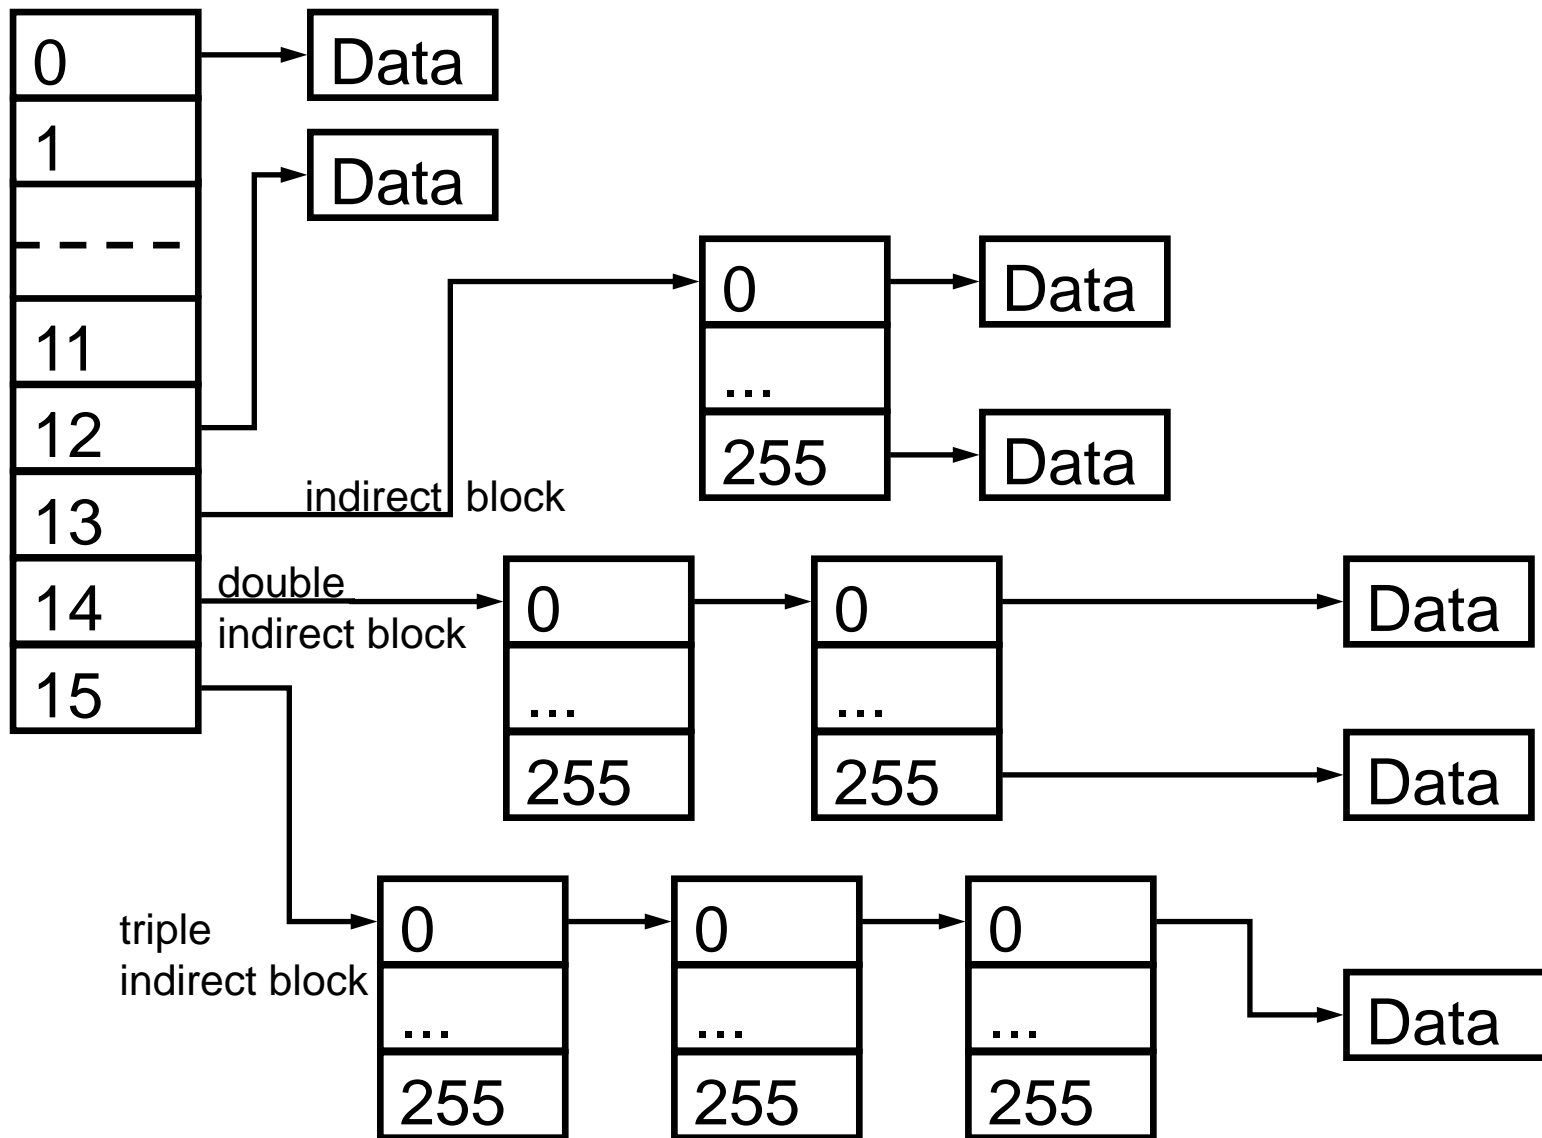 0
Data
1
Data
11
12
13
14
15
indirect block
0
...
255
Data
Data
double
indirect block
0
...
255
0
...
255
Data
Data
triple
indirect block
0
...
255
0
...
255
0
...
255
Data